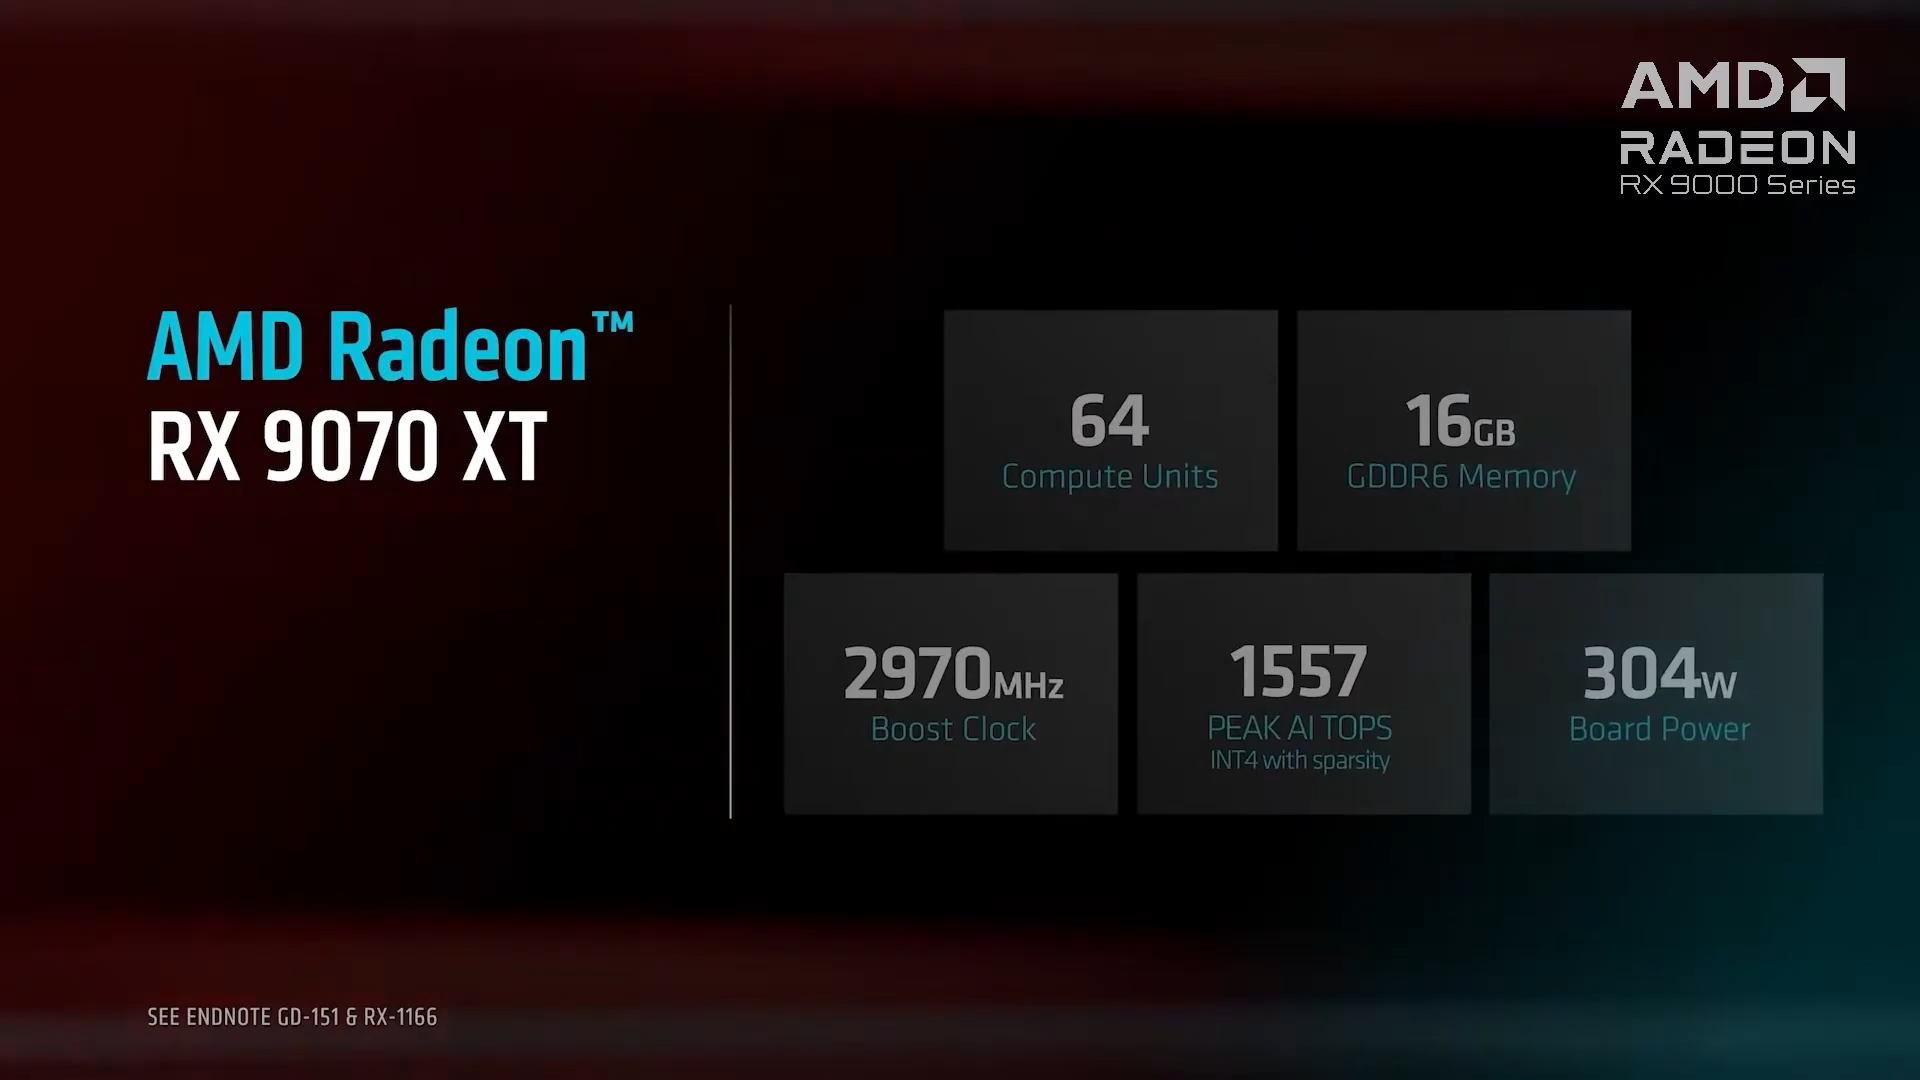 AMD
RADEON
RX 9000 Series
AMD Radeon™
RX 9070 XT
64
Compute Units
16GB
GDDR6 Memory
2970MHz
Boost Clock
1557
PEAK AI TOPS
INT4 with sparsity
304W
Board Power
SEE ENDNOTE GD-151 & RX-1166